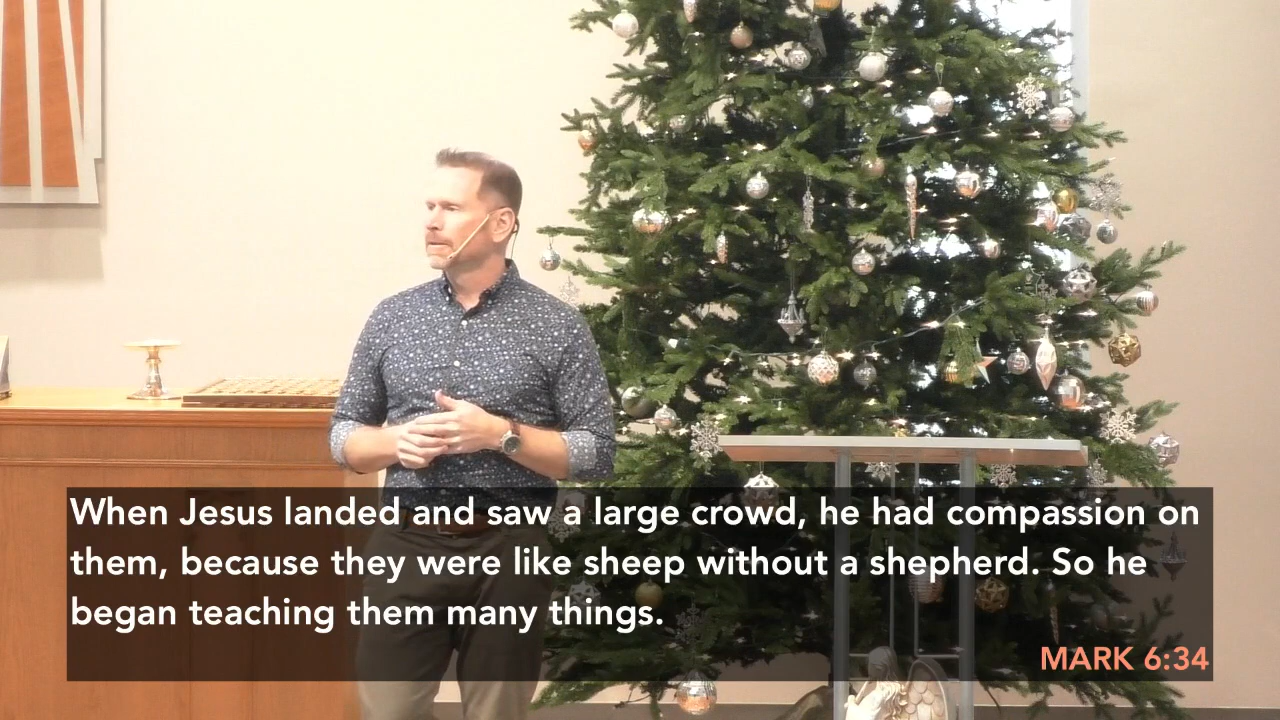 When Jesus landed and saw a large crowd, he had compassion on
them, because they were like sheep without a shepherd. So he
began teaching them many things.
MARK 6:34